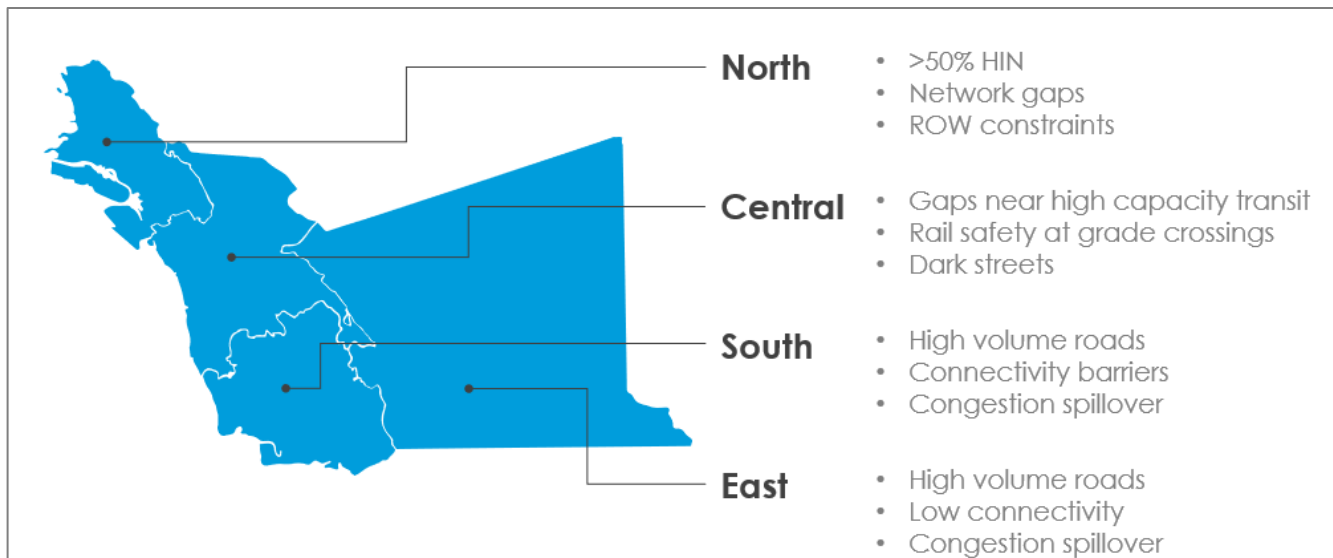 North
• >50% HIN
• Network gaps
• ROW constraints
Central
• Gaps near high capacity transit
• Rail safety at grade crossings
• Dark streets
South
• High volume roads
• Connectivity barriers
• Congestion spillover
East
• High volume roads
• Low connectivity
• Congestion spillover